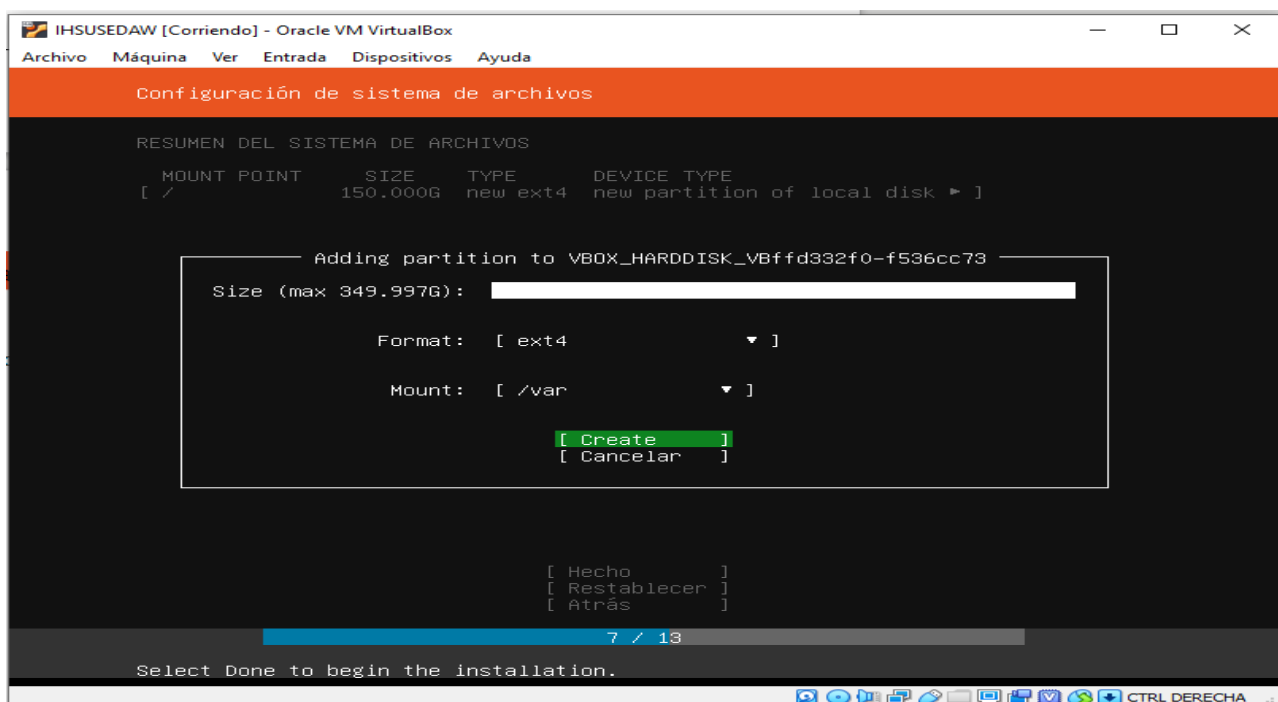 IHSUSEDAW [Corriendo] - Oracle VM VirtualBox
Archivo Máquina Ver Entrada Dispositivos Ayuda
Configuración de sistema de archivos
RESUMEN DEL SISTEMA DE ARCHIVOS
MOUNT POINT SIZE TYPE DEVICE TYPE
[ / 150.000G new ext4 new partition of local disk ▸ ]
Adding partition to VBOX_HARDDISK_VBffd332f0-f536cc73
Size (max 349.997G):
Format: [ ext4 ▾ ]
Mount: [ /var ▾ ]
[ Create ]
[ Cancelar ]
[ Hecho ]
[ Restablecer ]
[ Atrás ]
7 / 13
Select Done to begin the installation.
CTRL DERECHA